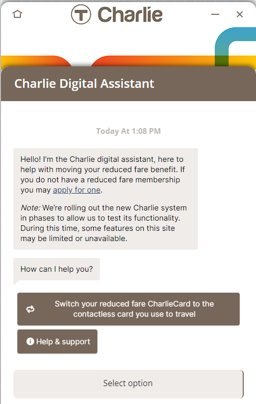 T Charlie
Charlie Digital Assistant
Today At 1:08 PM
Hello! I'm the Charlie digital assistant, here to
help with moving your reduced fare benefit. If
you do not have a reduced fare membership
you may apply for one.
Note: We're rolling out the new Charlie system
in phases to allow us to test its functionality.
During this time, some features on this site
may be limited or unavailable.
How can I help you?
Switch your reduced fare CharlieCard to the
contactless card you use to travel
Help & support
Select option